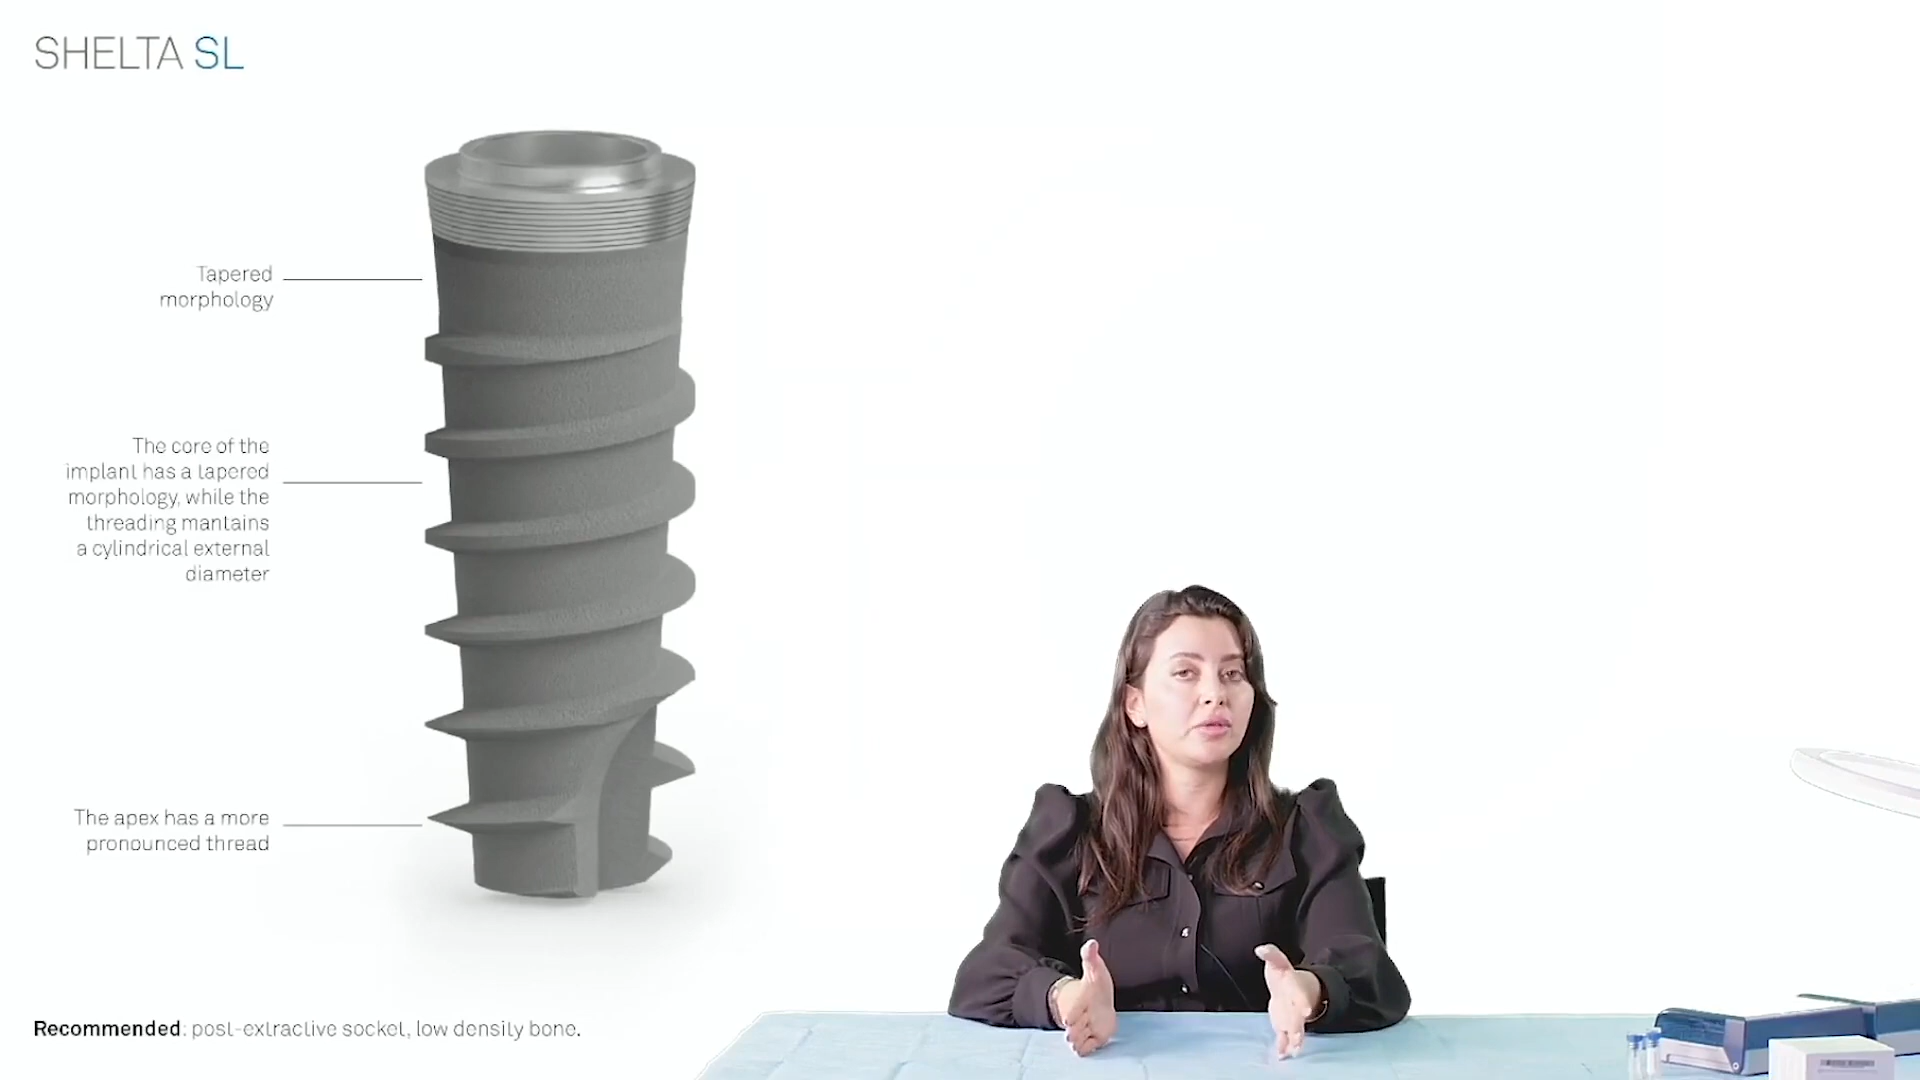 SHELTA SL
Tapered
morphology
The core of the
implant has a tapered
morphology, while the
threading mantains
a cylindrical external
diameter
The apex has a more
pronounced thread
Recommended: post-extractive socket, low density bone.